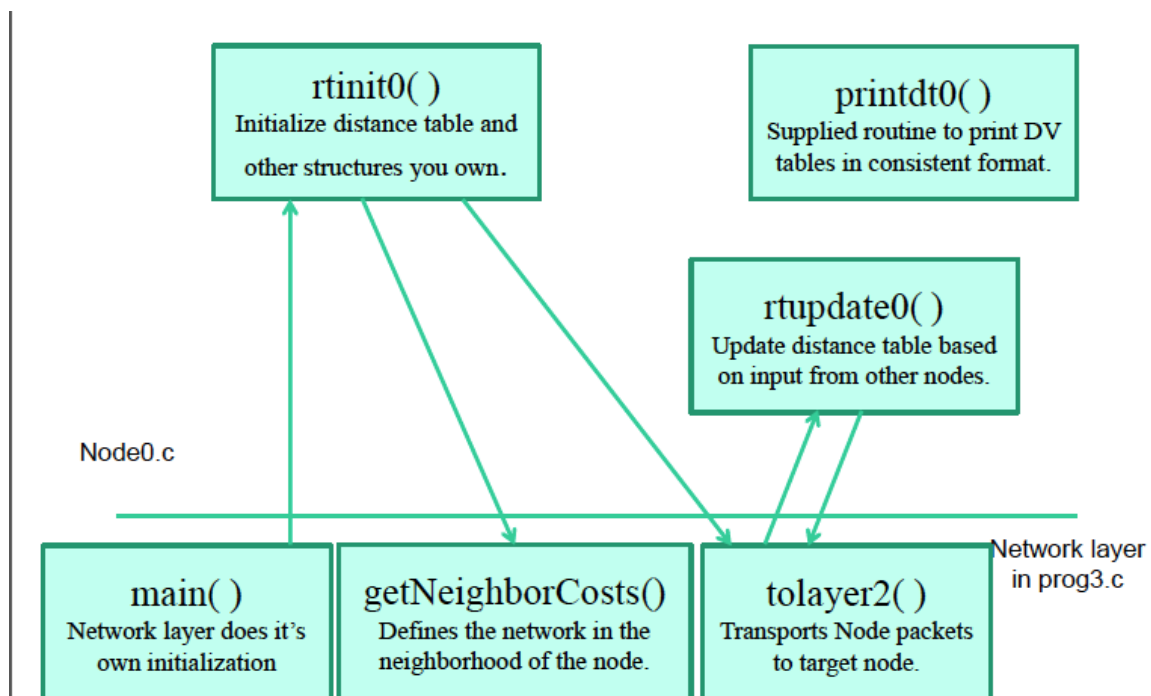 rtinit0( )
Initialize distance table and
other structures you own.
printdt0( )
Supplied routine to print DV
tables in consistent format.
rtupdate0( )
Update distance table based
on input from other nodes.
Node0.c
Network layer
in prog3.c
main( )
Network layer does it's
own initialization
getNeighborCosts()
Defines the network in the
neighborhood of the node.
tolayer2( )
Transports Node packets
to target node.